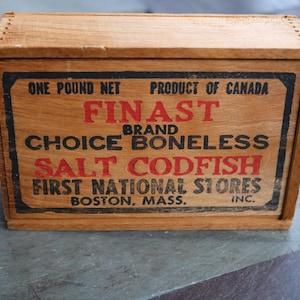 ONE POUND NET PRODUCT OF CANADA
FINAST
BRAND
CHOICE BONELESS
SALT CODFISH
FIRST NATIONAL STORES
BOSTON, MASS. INC.